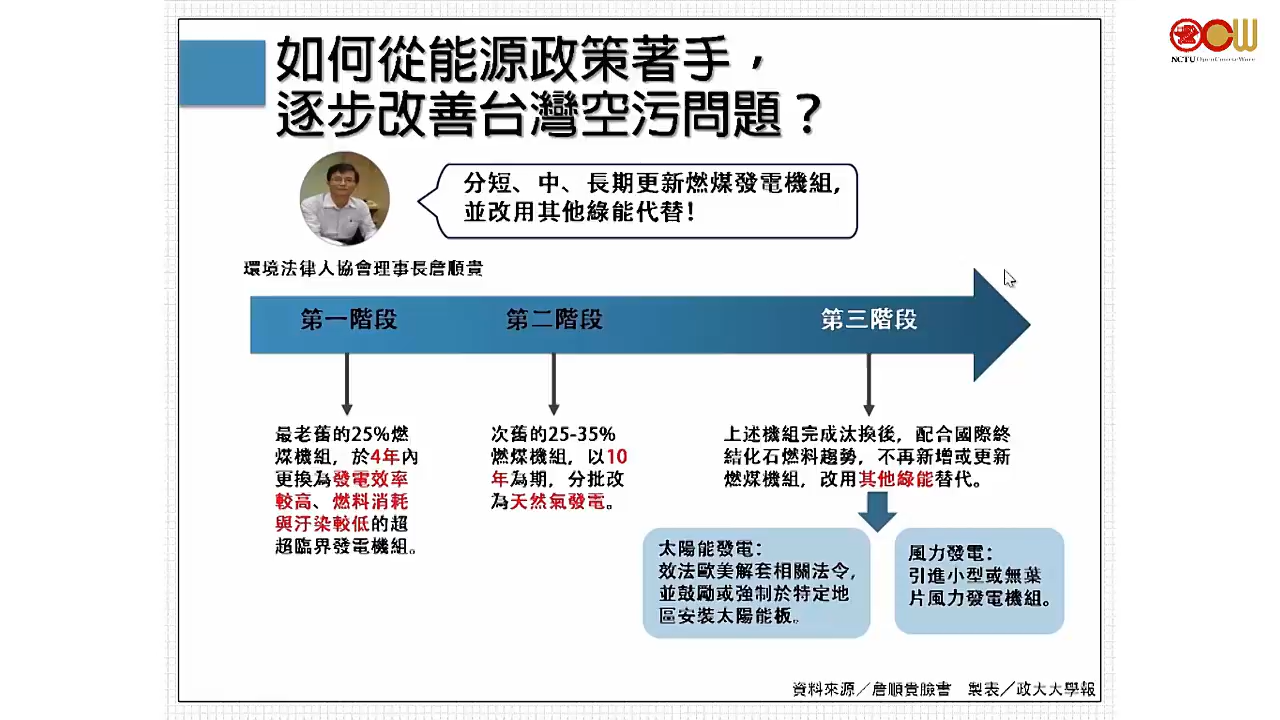 如何從能源政策著手，
逐步改善台灣空污問題？
NCTU OpenCourseWare
分短、中、長期更新燃煤發電機組,
並改用其他綠能代替!
環境法律人協會理事長詹順貴
第一階段
第二階段
第三階段
最老舊的25%燃
煤機組，於4年內
更換為發電效率
較高、燃料消耗
與汙染較低的超
超臨界發電機組。
次舊的25-35%
燃煤機組，以10
年為期，分批改
為天然氣發電。
上述機組完成汰換後，配合國際終
結化石燃料趨勢，不再新增或更新
燃煤機組，改用其他綠能替代。
太陽能發電：
效法歐美解套相關法令，
並鼓勵或強制於特定地
區安裝太陽能板。
風力發電：
引進小型或無葉
片風力發電機組。
資料來源／詹順貴臉書　製表／政大大學報